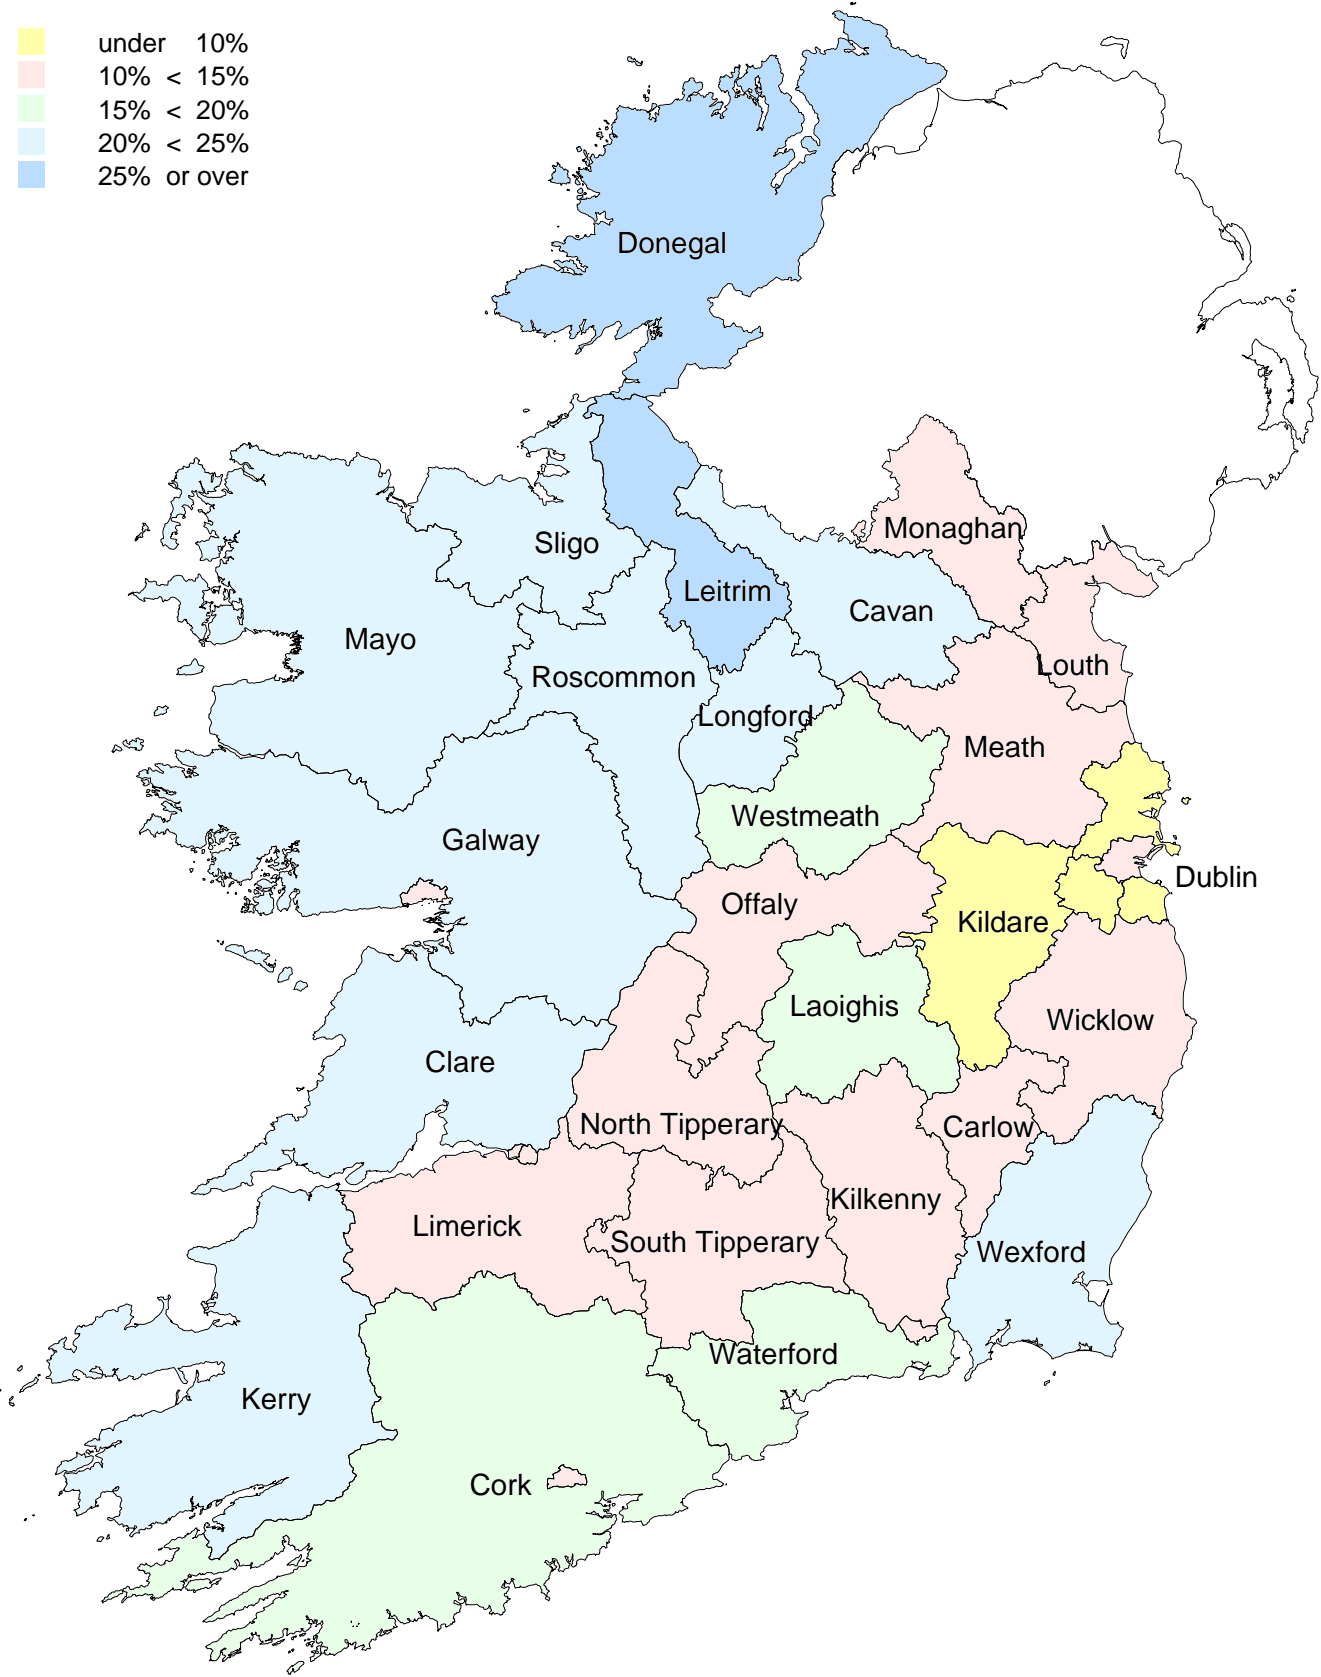 under 10%
10% < 15%
15% < 20%
20% < 25%
25% or over
Donegal
Monaghan
Sligo
Leitrim
Cavan
Mayo
Louth
Roscommon
Longford
Meath
Westmeath
Galway
Dublin
Offaly
Kildare
Laoighis
Wicklow
Clare
North Tipperary
Carlow
Kilkenny
Limerick
South Tipperary
Wexford
Waterford
Kerry
Cork